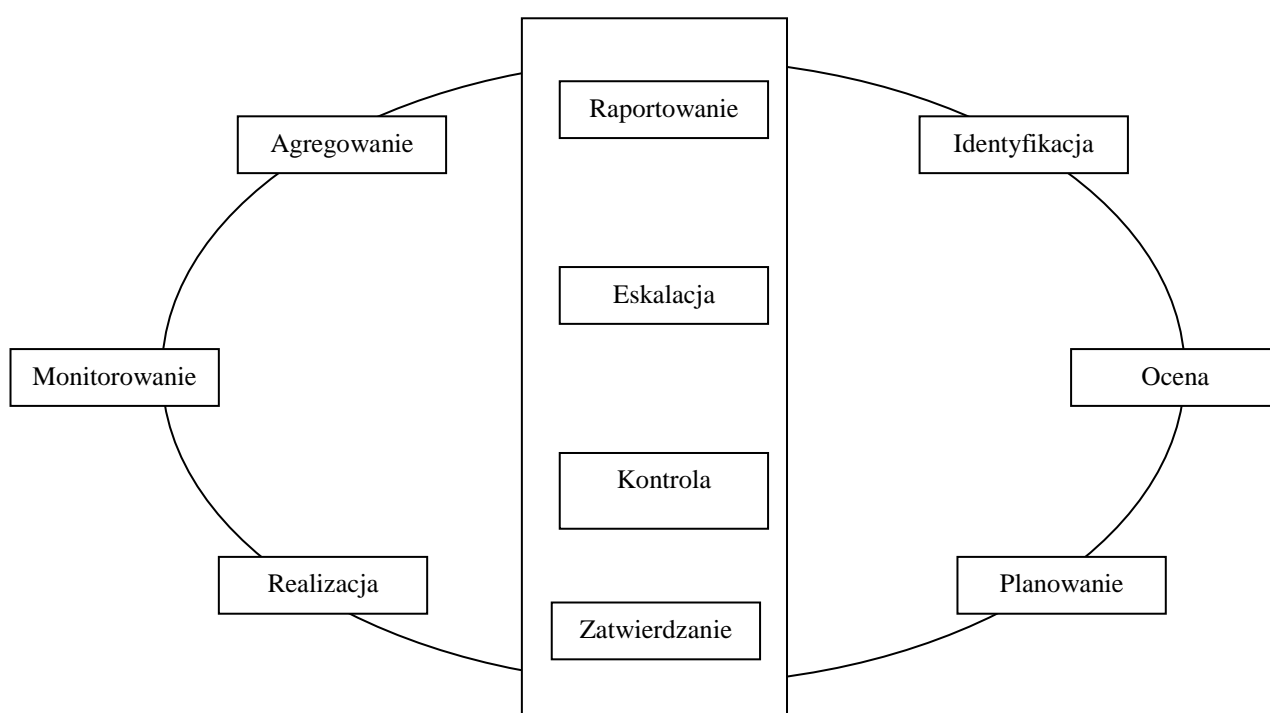 Raportowanie
Agregowanie
Identyfikacja
Eskalacja
Monitorowanie
Ocena
Kontrola
Realizacja
Planowanie
Zatwierdzanie